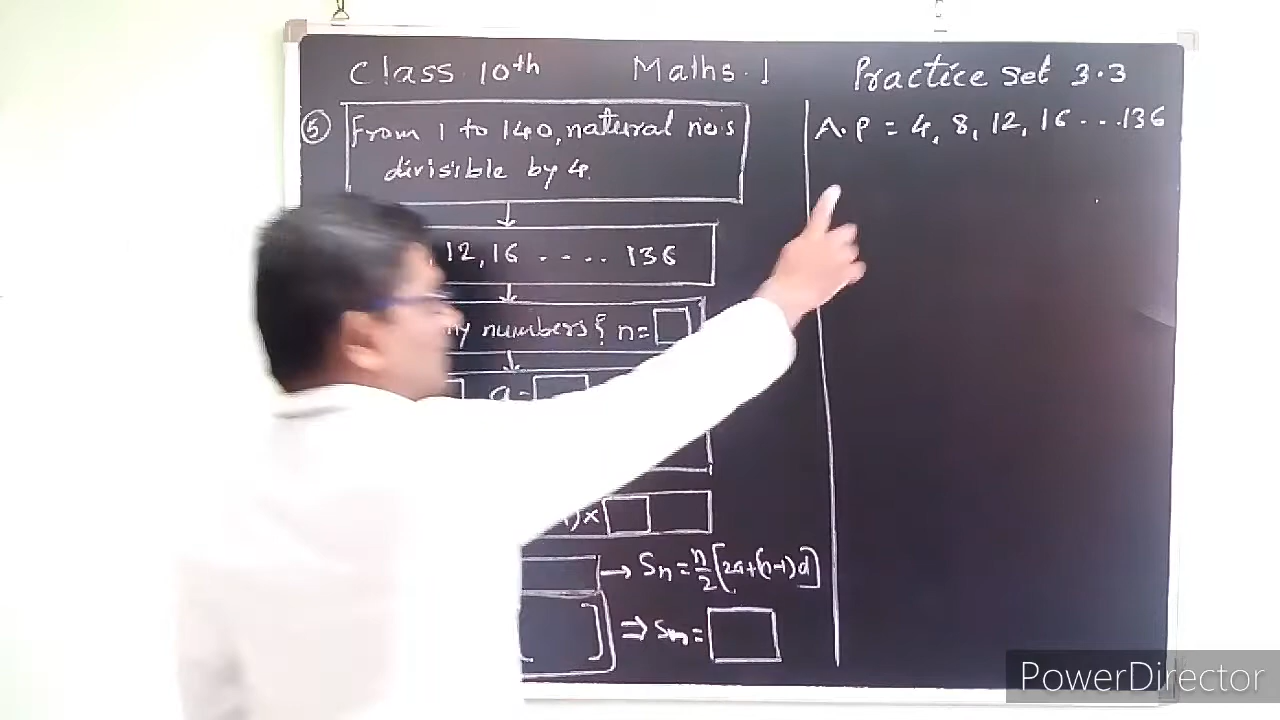 Class 10th Maths.1 Practice Set 3.3
⑤ From 1 to 140, natural no's
divisible by 4.
, 12, 16 . . . . 136
numbers } n =
a =
) ×
→ Sn = n/2 [2a+(n-1)d]
[ ] ⇒ Sn =
A.P = 4, 8, 12, 16 . . . 136
PowerDirector